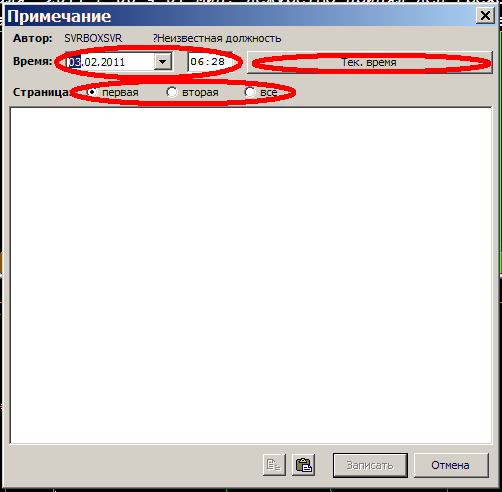 Примечание
Автор: SVRBOXSVR ?Неизвестная должность
Время: 03.02.2011 06:28 Тек. время
Страница: первая вторая все
Записать Отмена